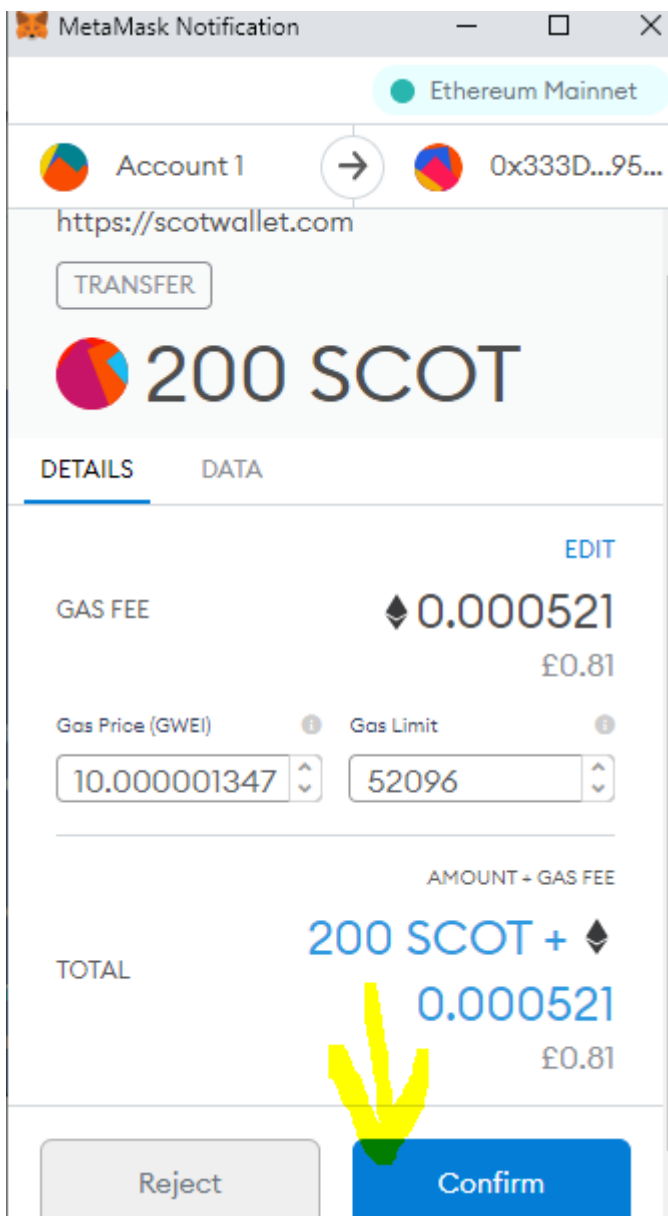 MetaMask Notification
Ethereum Mainnet
Account 1
0x333D...95...
https://scotwallet.com
TRANSFER
200 SCOT
DETAILS DATA
EDIT
GAS FEE
0.000521
£0.81
Gas Price (GWEI) Gas Limit
10.000001347 52096
AMOUNT + GAS FEE
200 SCOT +
TOTAL
0.000521
£0.81
Reject Confirm